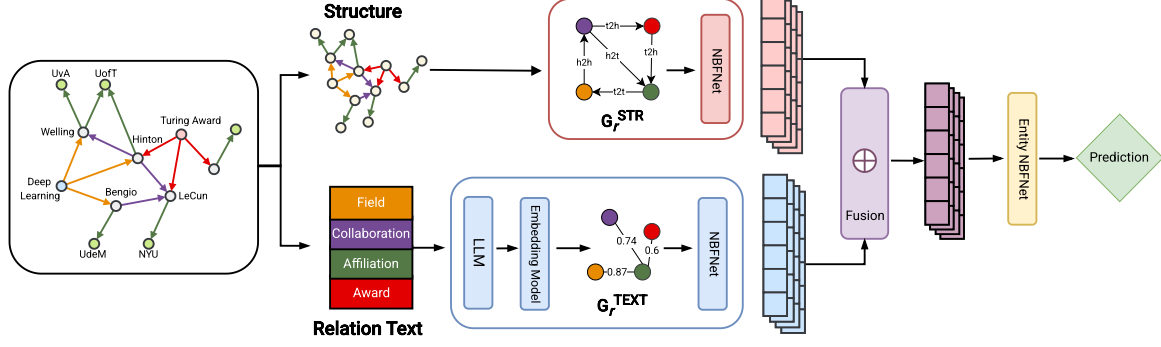 Structure
UvA
UofT
Welling
Hinton
Turing Award
Deep
Learning
Bengio
LeCun
UdeM
NYU
t2h
h2h
h2t
t2h
t2t
G_r^STR
NBFNet
Field
Collaboration
Affiliation
Award
Relation Text
LLM
Embedding Model
0.74
0.6
0.87
G_r^TEXT
NBFNet
⊕
Fusion
Entity NBFNet
Prediction